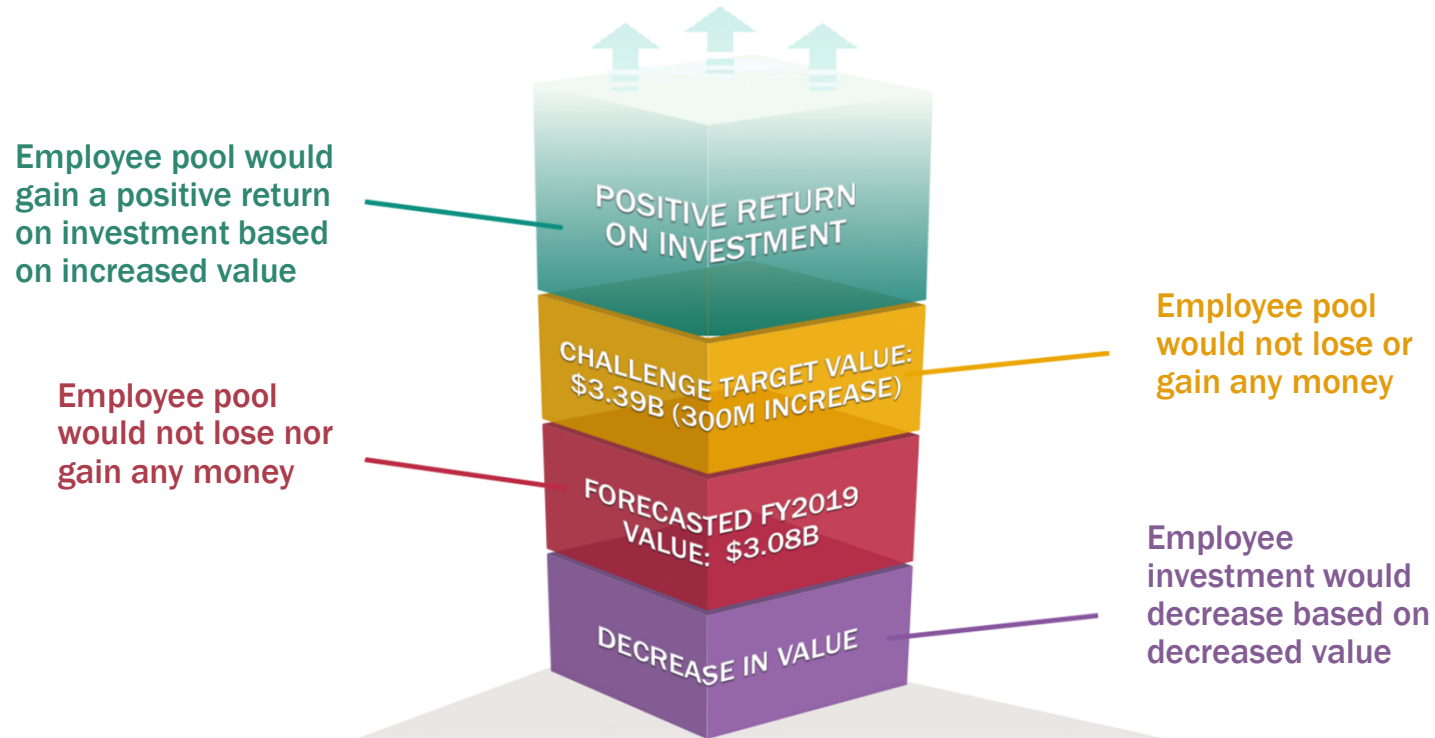 Employee pool would
gain a positive return
on investment based
on increased value
POSITIVE RETURN
ON INVESTMENT
Employee pool
would not lose or
gain any money
CHALLENGE TARGET VALUE:
$3.39B (300M INCREASE)
Employee pool
would not lose nor
gain any money
FORECASTED FY2019
VALUE: $3.08B
Employee
investment would
decrease based on
decreased value
DECREASE IN VALUE